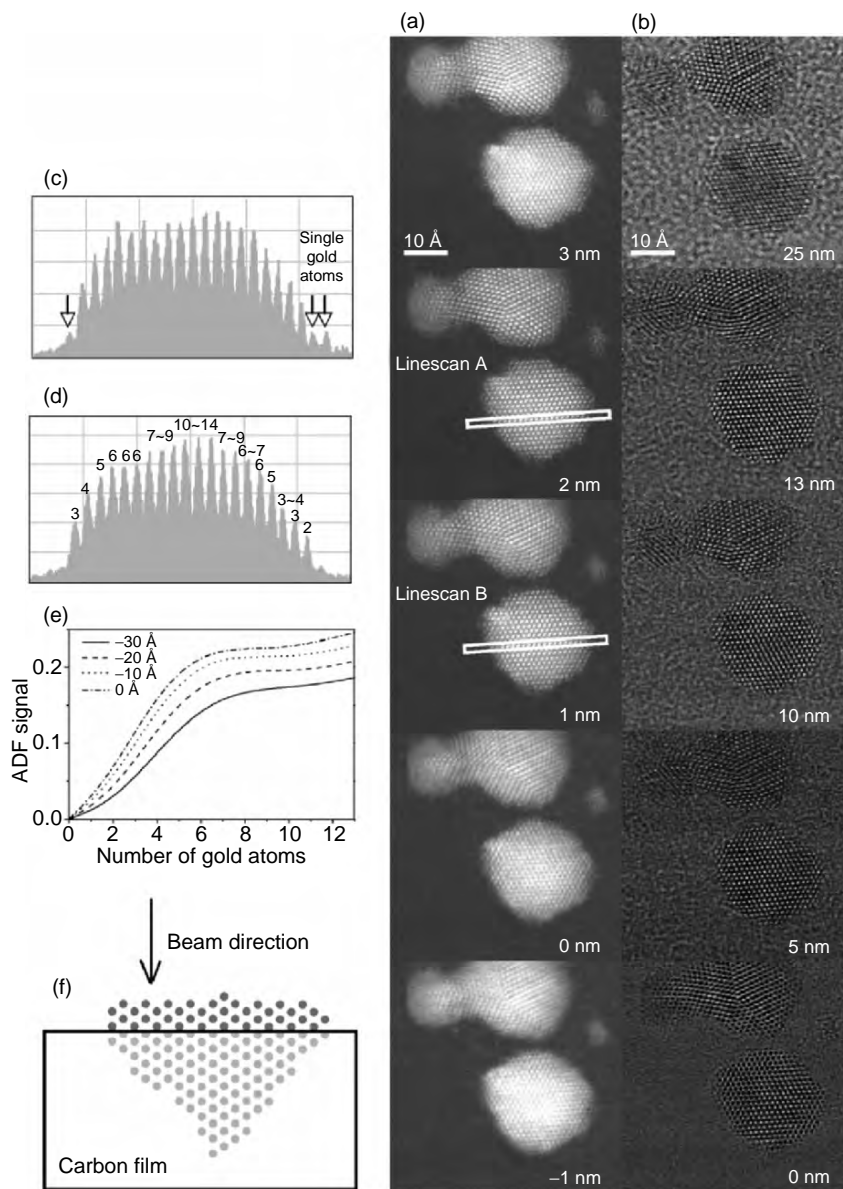 (a)
(b)
(c)
Single
gold
atoms
(d)
3
4
5
6
6
6
7~9
10~14
7~9
6~7
6
5
3~4
3
2
(e)
–30 Å
–20 Å
–10 Å
0 Å
ADF signal
0.2
0.1
0.0
0 2 4 6 8 10 12
Number of gold atoms
Beam direction
(f)
Carbon film
10 Å
3 nm
Linescan A
2 nm
Linescan B
1 nm
0 nm
–1 nm
10 Å
25 nm
13 nm
10 nm
5 nm
0 nm